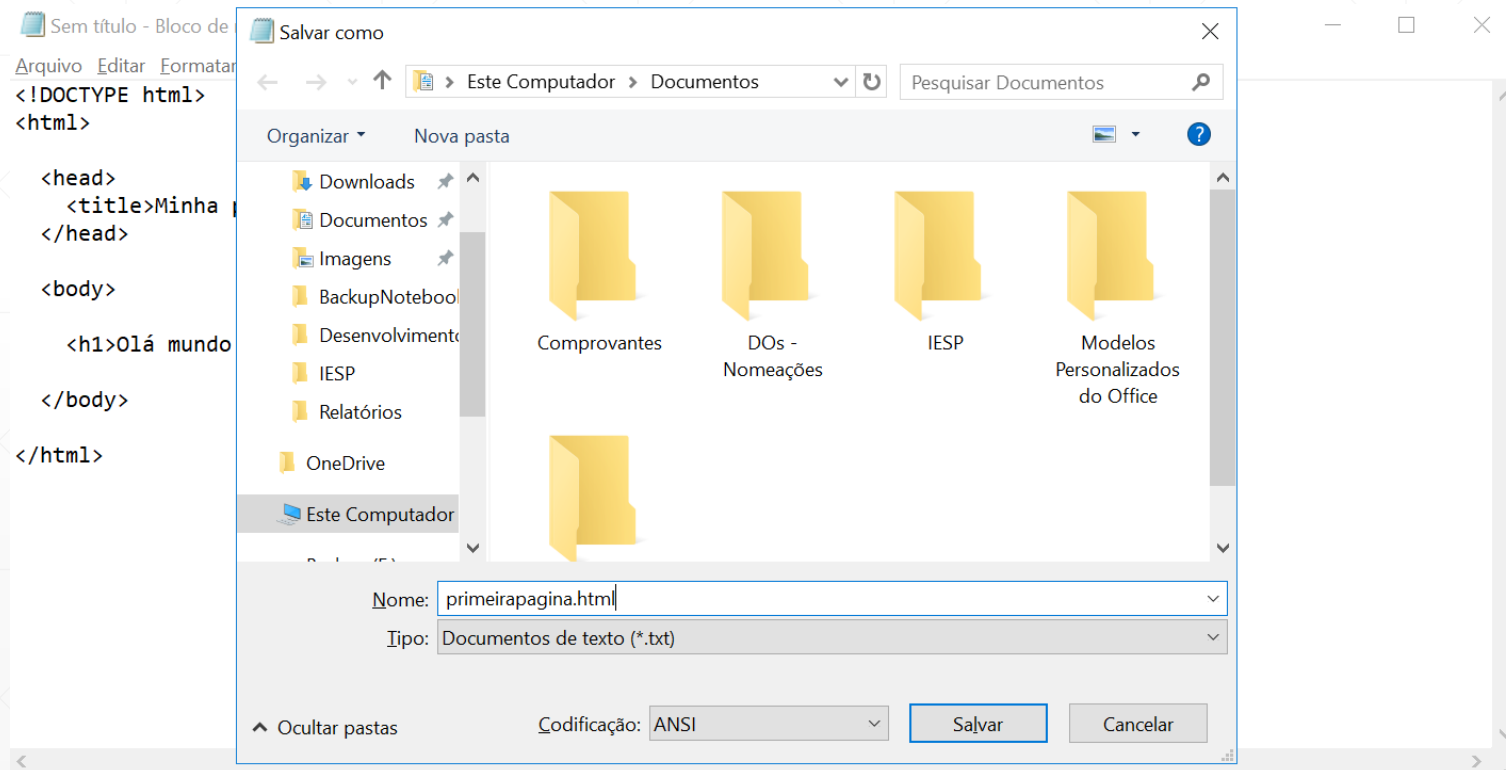 Sem título - Bloco de
Arquivo Editar Formatar
<!DOCTYPE html>
<html>
<head>
<title>Minha
</head>
<body>
<h1>Olá mundo
</body>
</html>
Salvar como
Este Computador > Documentos
Pesquisar Documentos
Organizar
Nova pasta
?
Downloads
Documentos
Imagens
BackupNotebook
Desenvolvimento
IESP
Relatórios
OneDrive
Este Computador
Comprovantes
DOs -
Nomeações
IESP
Modelos
Personalizados
do Office
Nome: primeirapagina.html
Tipo: Documentos de texto (*.txt)
Ocultar pastas
Codificação: ANSI
Salvar
Cancelar